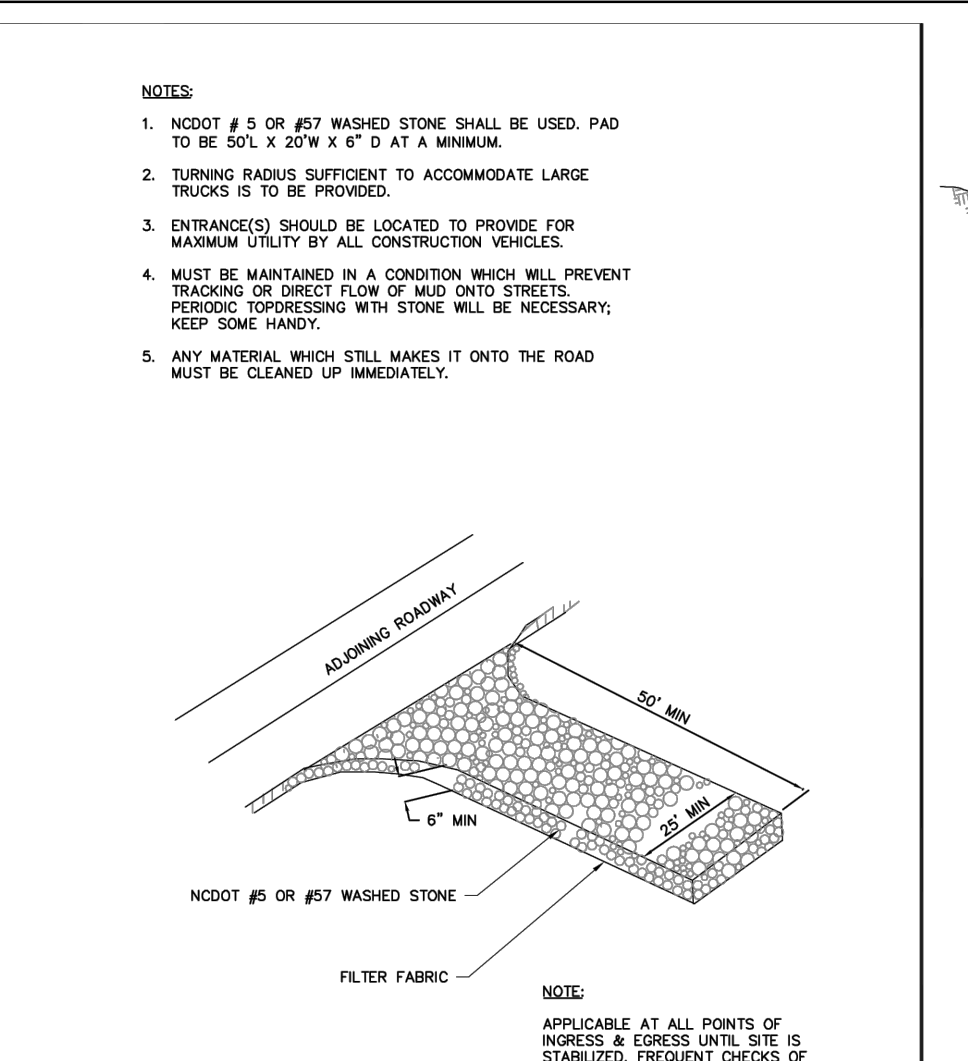 NOTES:
1. NCDOT # 5 OR #57 WASHED STONE SHALL BE USED. PAD
TO BE 50'L X 20'W X 6" D AT A MINIMUM.
2. TURNING RADIUS SUFFICIENT TO ACCOMMODATE LARGE
TRUCKS IS TO BE PROVIDED.
3. ENTRANCE(S) SHOULD BE LOCATED TO PROVIDE FOR
MAXIMUM UTILITY BY ALL CONSTRUCTION VEHICLES.
4. MUST BE MAINTAINED IN A CONDITION WHICH WILL PREVENT
TRACKING OR DIRECT FLOW OF MUD ONTO STREETS.
PERIODIC TOPDRESSING WITH STONE WILL BE NECESSARY;
KEEP SOME HANDY.
5. ANY MATERIAL WHICH STILL MAKES IT ONTO THE ROAD
MUST BE CLEANED UP IMMEDIATELY.
ADJOINING ROADWAY
50' MIN
25' MIN
6" MIN
NCDOT #5 OR #57 WASHED STONE
FILTER FABRIC
NOTE:
APPLICABLE AT ALL POINTS OF
INGRESS & EGRESS UNTIL SITE IS
STABILIZED. FREQUENT CHECKS OF